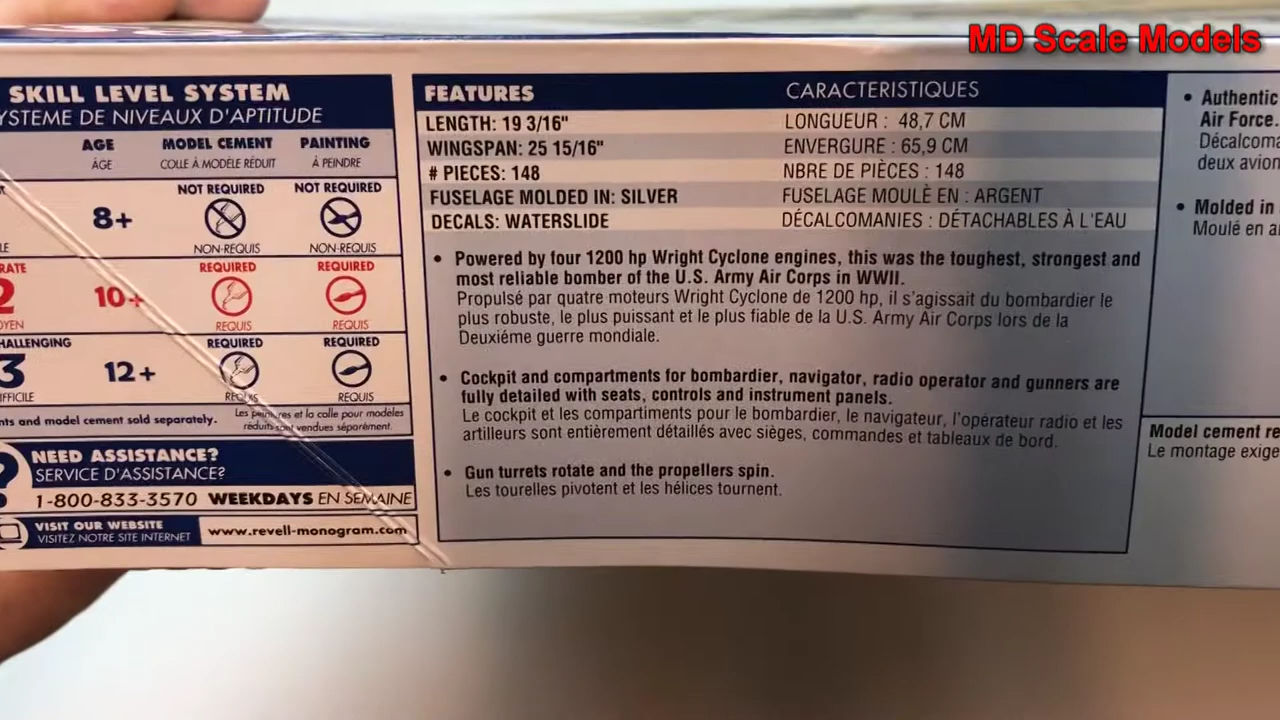 MD Scale Models
SKILL LEVEL SYSTEM
YSTEME DE NIVEAUX D'APTITUDE
AGE MODEL CEMENT PAINTING
ÂGE COLLE À MODÈLE RÉDUIT À PEINDRE
NOT REQUIRED NOT REQUIRED
8+
LE NON-REQUIS NON-REQUIS
RATE REQUIRED REQUIRED
2 10+
OYEN REQUIS REQUIS
HALLENGING REQUIRED REQUIRED
3 12+
IFFICILE REQUIS REQUIS
nts and model cement sold separately.
Les peintures et la colle pour modèles
réduits sont vendues séparément.
? NEED ASSISTANCE?
SERVICE D'ASSISTANCE?
1-800-833-3570 WEEKDAYS EN SEMAINE
VISIT OUR WEBSITE
VISITEZ NOTRE SITE INTERNET
www.revell-monogram.com
FEATURES CARACTERISTIQUES
LENGTH: 19 3/16" LONGUEUR : 48,7 CM
WINGSPAN: 25 15/16" ENVERGURE : 65,9 CM
# PIECES: 148 NBRE DE PIÈCES : 148
FUSELAGE MOLDED IN: SILVER FUSELAGE MOULÈ EN : ARGENT
DECALS: WATERSLIDE DÉCALCOMANIES : DÉTACHABLES À L'EAU
• Powered by four 1200 hp Wright Cyclone engines, this was the toughest, strongest and
most reliable bomber of the U.S. Army Air Corps in WWII.
Propulsé par quatre moteurs Wright Cyclone de 1200 hp, il s'agissait du bombardier le
plus robuste, le plus puissant et le plus fiable de la U.S. Army Air Corps lors de la
Deuxiéme guerre mondiale.
• Cockpit and compartments for bombardier, navigator, radio operator and gunners are
fully detailed with seats, controls and instrument panels.
Le cockpit et les compartiments pour le bombardier, le navigateur, l'opérateur radio et les
artilleurs sont entièrement détaillés avec sièges, commandes et tableaux de bord.
• Gun turrets rotate and the propellers spin.
Les tourelles pivotent et les hélices tournent.
• Authentic
Air Force.
Décalcoma
deux avion
• Molded in
Moulé en a
Model cement re
Le montage exige